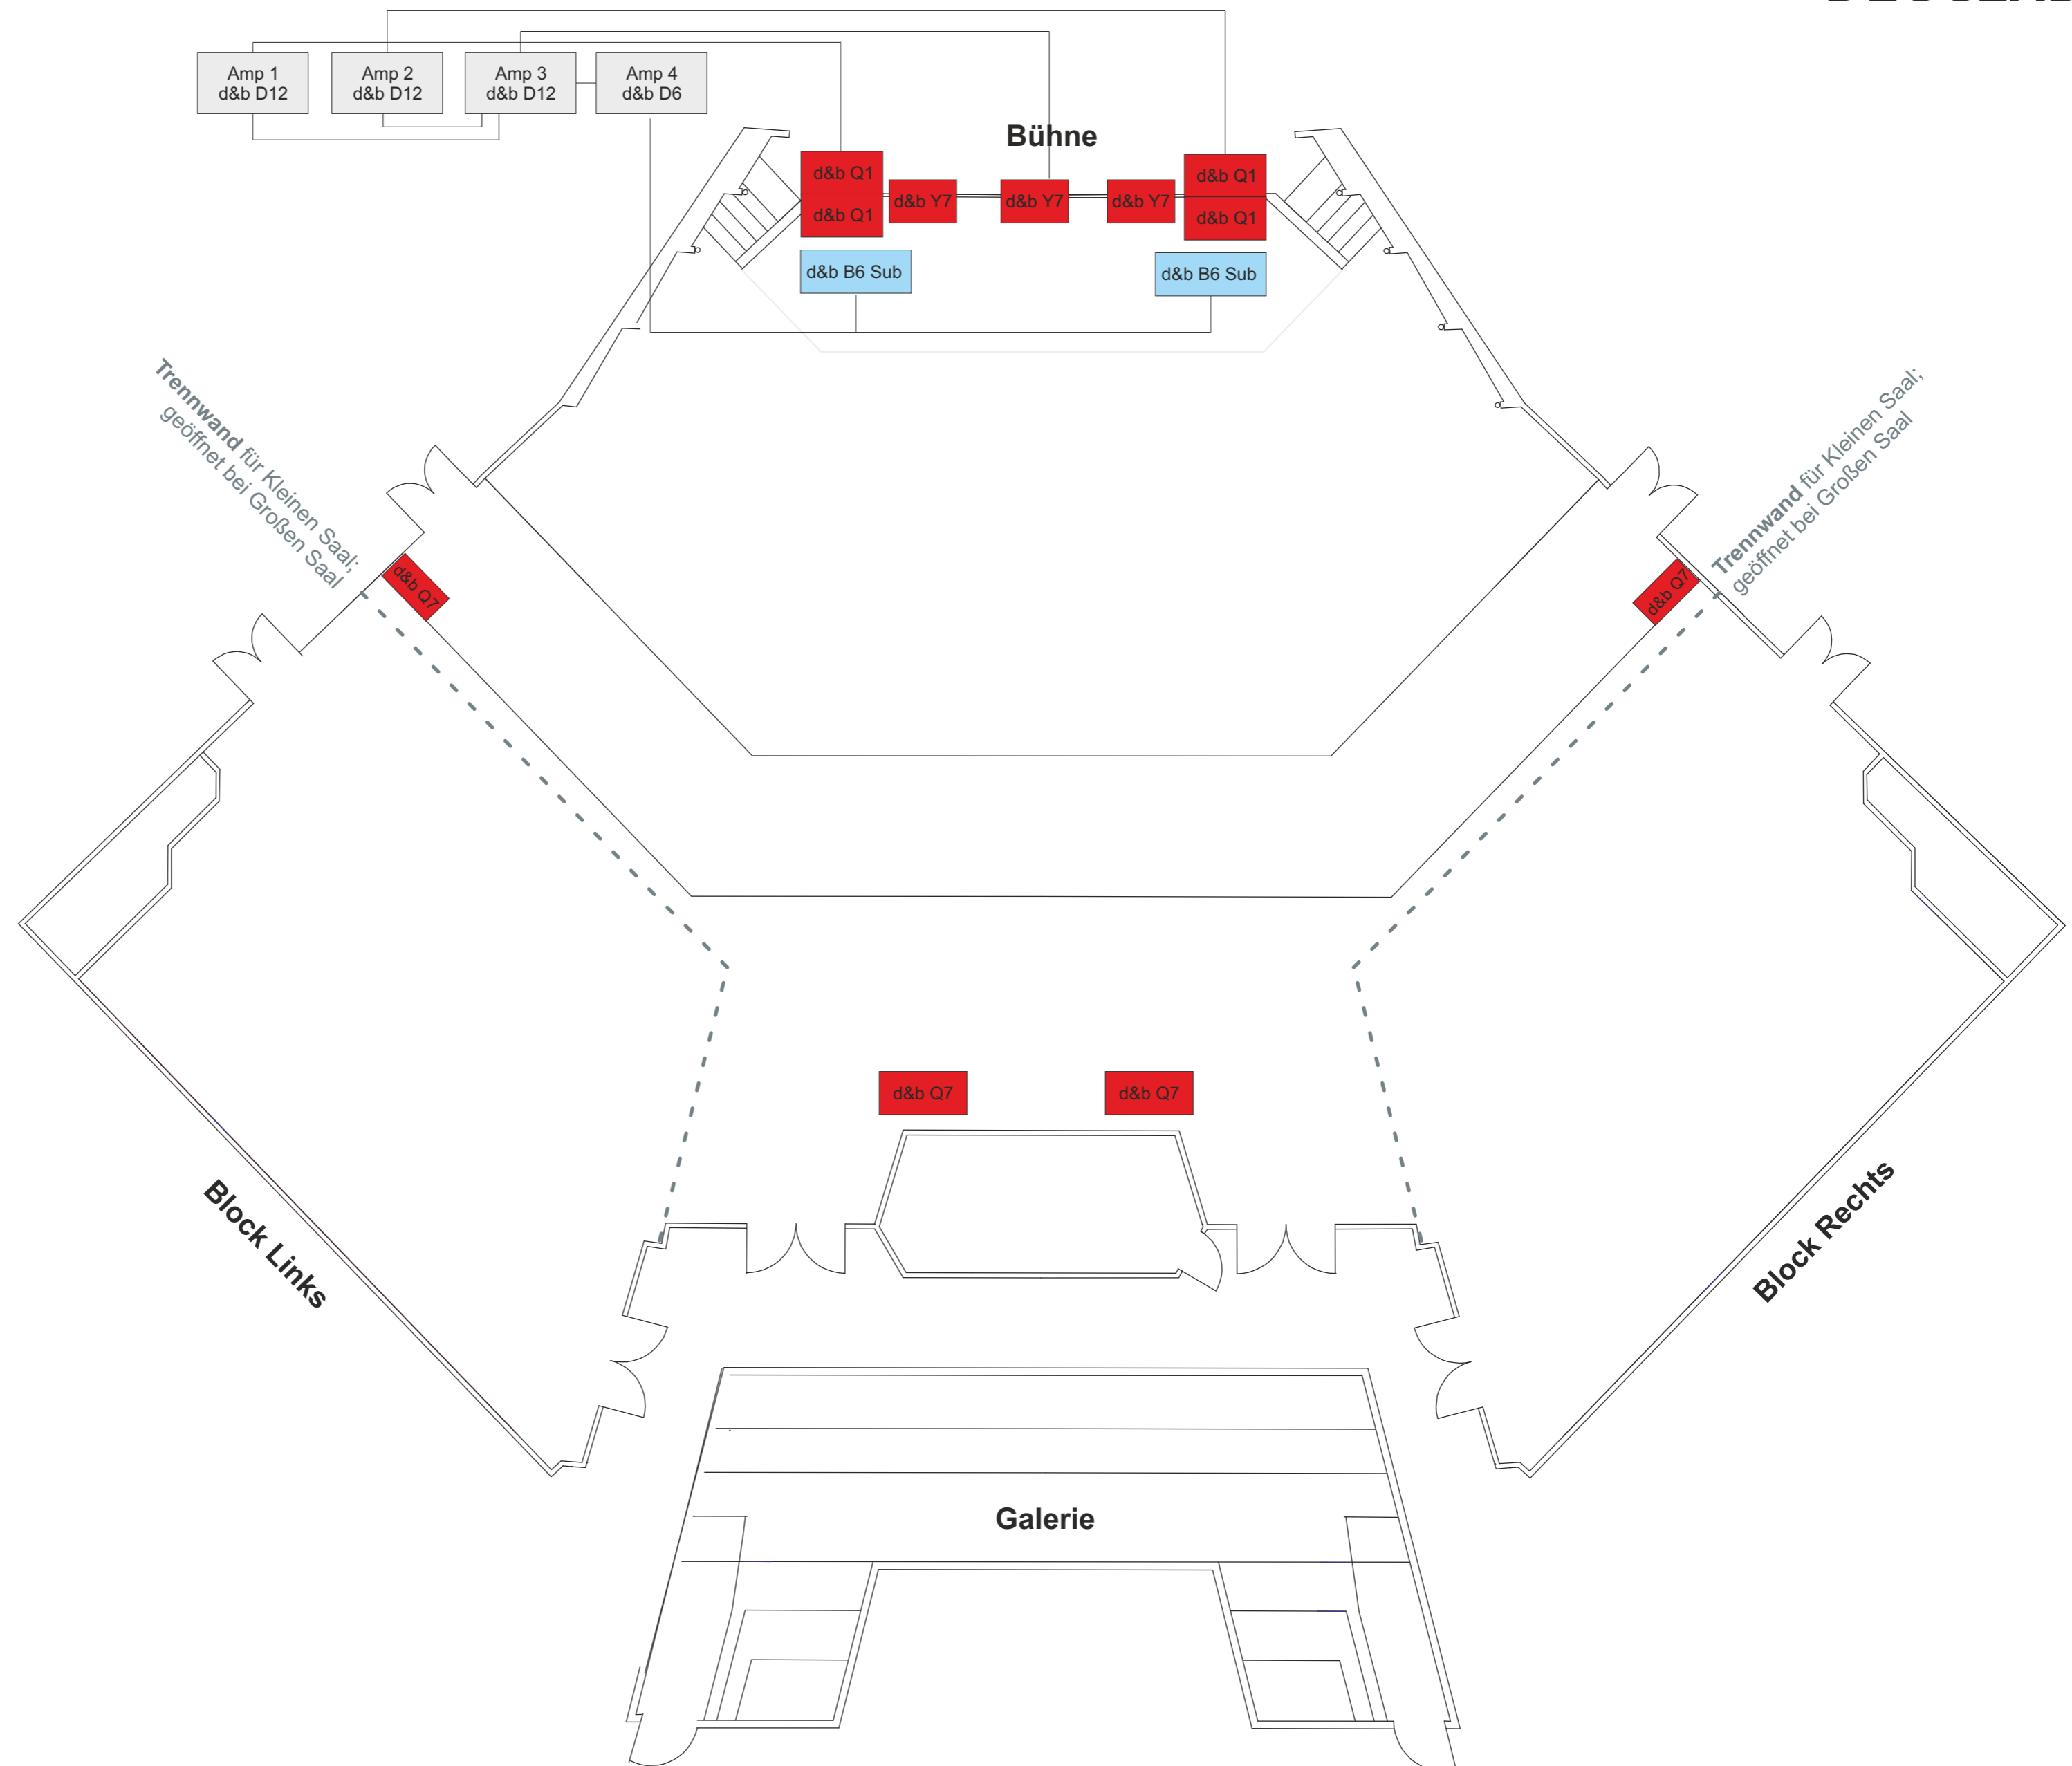 Amp 1
d&b D12
Amp 2
d&b D12
Amp 3
d&b D12
Amp 4
d&b D6
Bühne
d&b Q1
d&b Q1
d&b Y7
d&b Y7
d&b Y7
d&b Q1
d&b Q1
d&b B6 Sub
d&b B6 Sub
Trennwand für Kleinen Saal;
geöffnet bei Großen Saal
Trennwand für Kleinen Saal;
geöffnet bei Großen Saal
d&b Q7
d&b Q7
d&b Q7
d&b Q7
Block Links
Block Rechts
Galerie